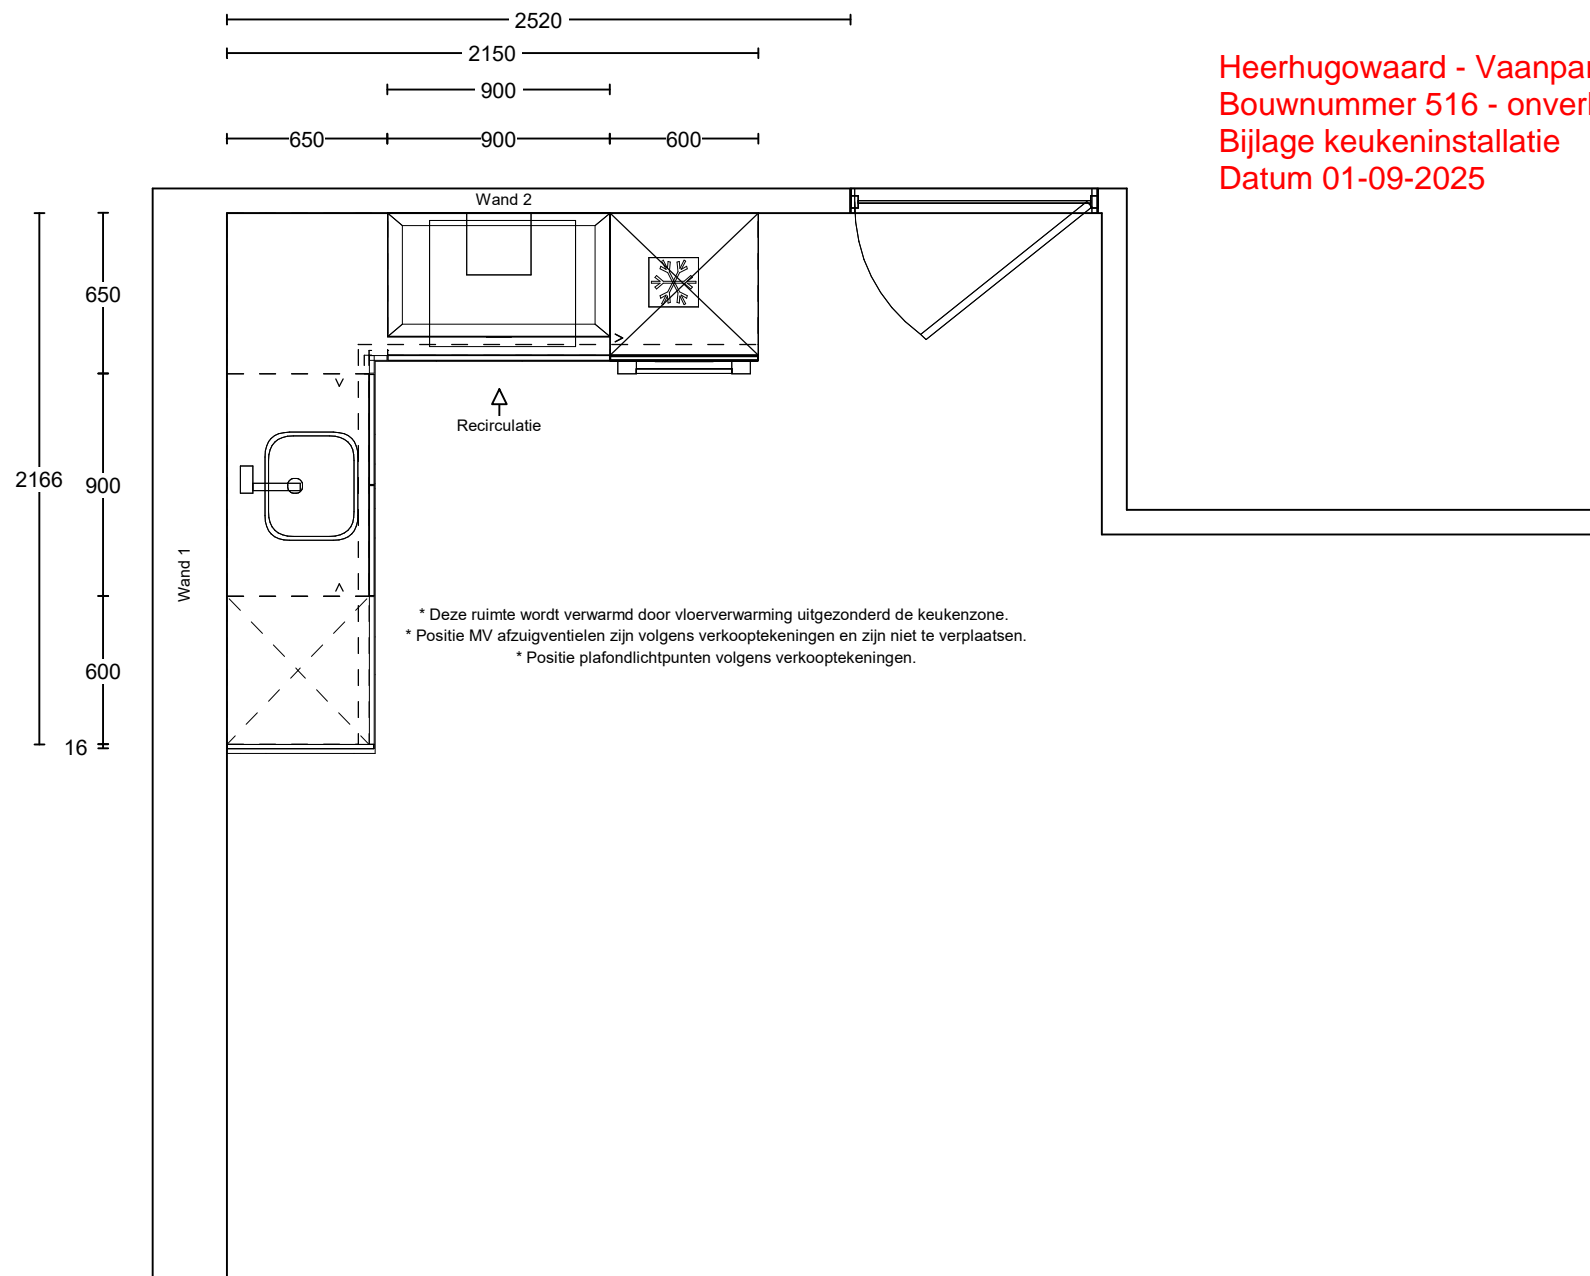 2520
2150
900
650 900 600
Heerhugowaard - 
Bouwnummer 516 - 
Bijlage keukeninstallatie
Datum 01-09-2025
Wand 2
650
Recirculatie
2166
900
Wand 1
600
16
* Deze ruimte wordt verwarmd door vloerverwarming uitgezonderd de keukenzone.
* Positie MV afzuigventielen zijn volgens verkooptekeningen en zijn niet te verplaatsen.
* Positie plafondlichtpunten volgens verkooptekeningen.